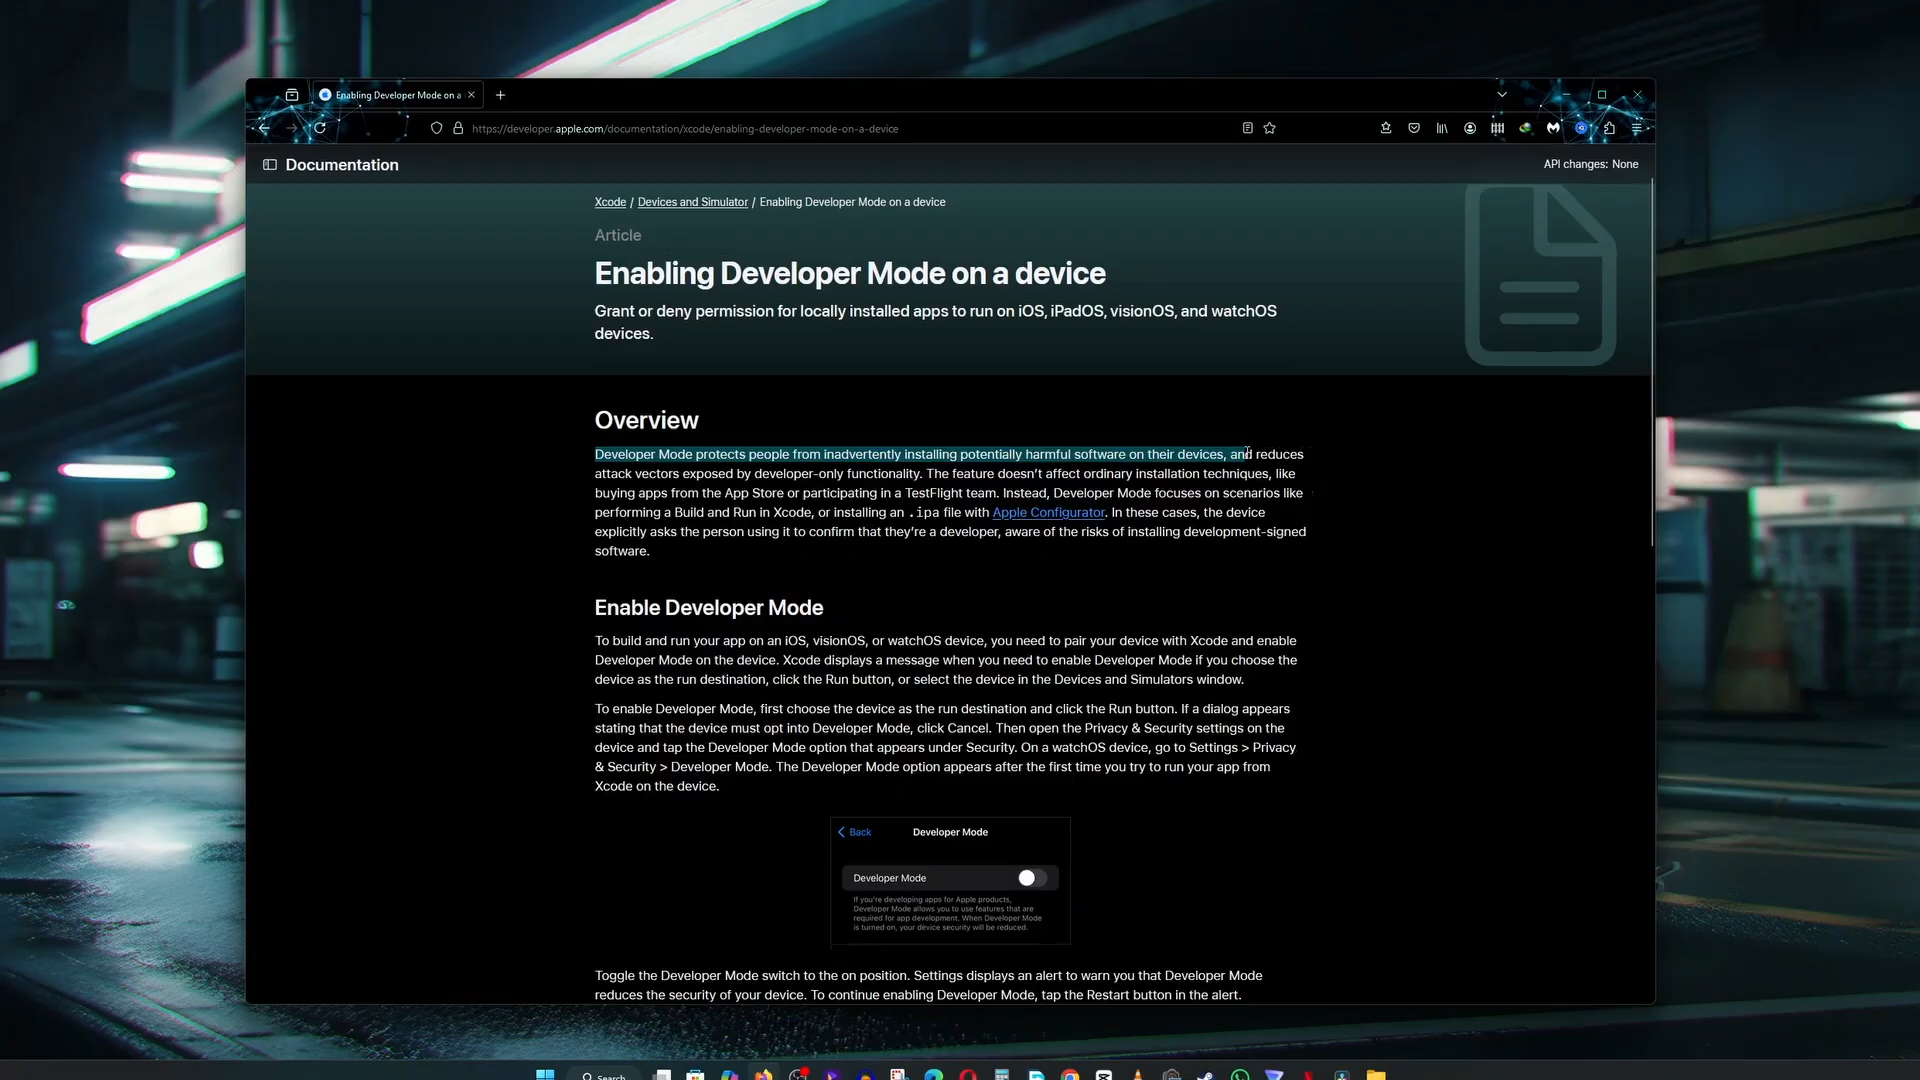 Enabling Developer Mode on a
https://developer.apple.com/documentation/xcode/enabling-developer-mode-on-a-device
Documentation
API changes: None
Xcode / Devices and Simulator / Enabling Developer Mode on a device
Article
Enabling Developer Mode on a device
Grant or deny permission for locally installed apps to run on iOS, iPadOS, visionOS, and watchOS
devices.
Overview
Developer Mode protects people from inadvertently installing potentially harmful software on their devices, and reduces
attack vectors exposed by developer-only functionality. The feature doesn’t affect ordinary installation techniques, like
buying apps from the App Store or participating in a TestFlight team. Instead, Developer Mode focuses on scenarios like
performing a Build and Run in Xcode, or installing an .ipa file with Apple Configurator. In these cases, the device
explicitly asks the person using it to confirm that they’re a developer, aware of the risks of installing development-signed
software.
Enable Developer Mode
To build and run your app on an iOS, visionOS, or watchOS device, you need to pair your device with Xcode and enable
Developer Mode on the device. Xcode displays a message when you need to enable Developer Mode if you choose the
device as the run destination, click the Run button, or select the device in the Devices and Simulators window.
To enable Developer Mode, first choose the device as the run destination and click the Run button. If a dialog appears
stating that the device must opt into Developer Mode, click Cancel. Then open the Privacy & Security settings on the
device and tap the Developer Mode option that appears under Security. On a watchOS device, go to Settings > Privacy
& Security > Developer Mode. The Developer Mode option appears after the first time you try to run your app from
Xcode on the device.
Back
Developer Mode
Developer Mode
If you're developing apps for Apple products,
Developer Mode allows you to use features that are
required for app development. When Developer Mode
is turned on, your device security will be reduced.
Toggle the Developer Mode switch to the on position. Settings displays an alert to warn you that Developer Mode
reduces the security of your device. To continue enabling Developer Mode, tap the Restart button in the alert.
Search